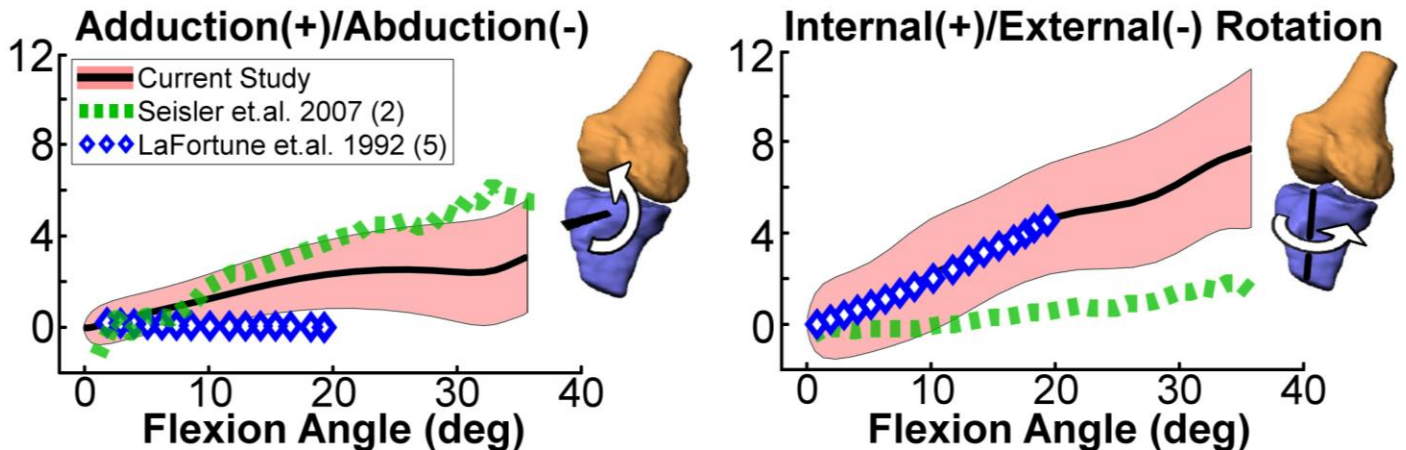 Adduction(+)/Abduction(-)
12
8
4
0
Current Study
Seisler et.al. 2007 (2)
LaFortune et.al. 1992 (5)
0 10 20 30 40
Flexion Angle (deg)
Internal(+)/External(-) Rotation
12
8
4
0
0 10 20 30 40
Flexion Angle (deg)